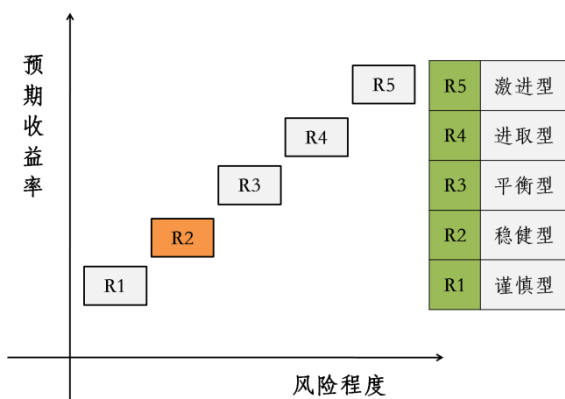 预期收益率
R5
R4
R3
R2
R1
风险程度
R5 激进型
R4 进取型
R3 平衡型
R2 稳健型
R1 谨慎型